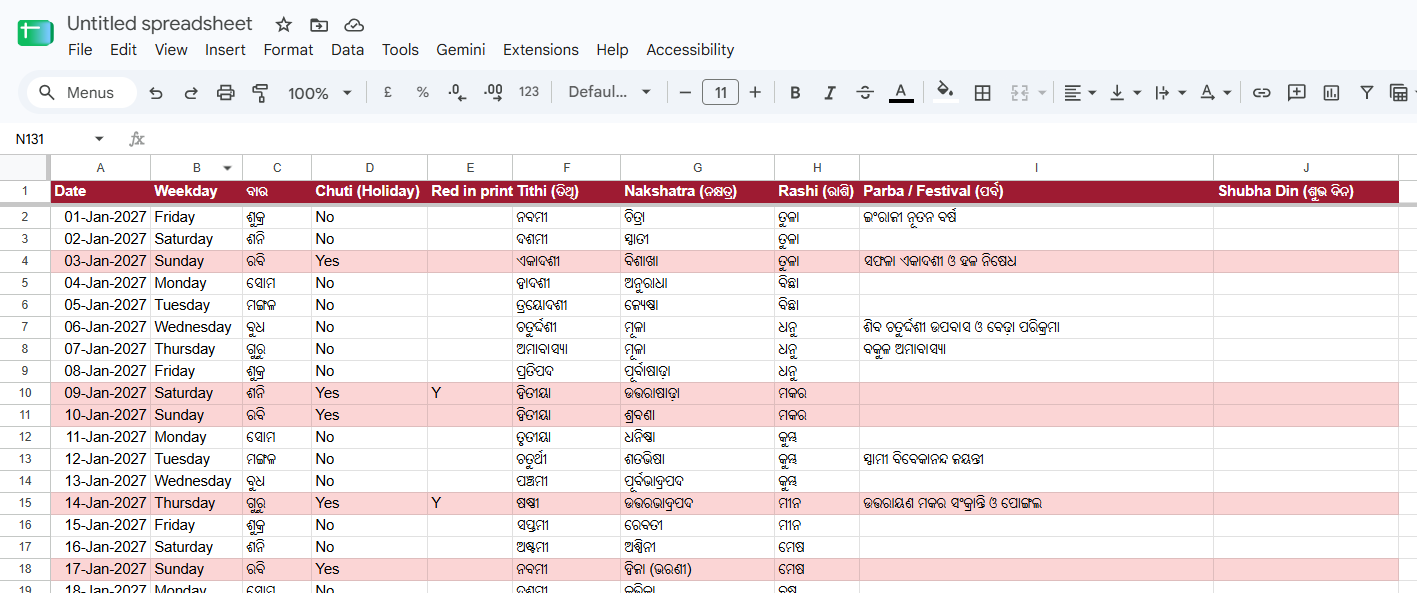 Untitled spreadsheet
File Edit View Insert Format Data Tools Gemini Extensions Help Accessibility
Menus 100% £ % .0 .00 123 Defaul... 11 B I A A
N131 fx
A B C D E F G H I J
1 Date Weekday ବାର Chuti (Holiday) Red in print Tithi (ତିଥି) Nakshatra (ନକ୍ଷତ୍ର) Rashi (ରାଶି) Parba / Festival (ପର୍ବ) Shubha Din (ଶୁଭ ଦିନ)
2 01-Jan-2027 Friday ଶୁକ୍ର No ନବମୀ ଚିତ୍ରା ତୁଳା ଇଂରାଜୀ ନୂତନ ବର୍ଷ
3 02-Jan-2027 Saturday ଶନି No ଦଶମୀ ସ୍ୱାତୀ ତୁଳା
4 03-Jan-2027 Sunday ରବି Yes ଏକାଦଶୀ ବିଶାଖା ତୁଳା ସଫଳା ଏକାଦଶୀ ଓ ହଳ ନିଷେଧ
5 04-Jan-2027 Monday ସୋମ No ଦ୍ୱାଦଶୀ ଅନୁରାଧା ବିଛା
6 05-Jan-2027 Tuesday ମଙ୍ଗଳ No ତ୍ରୟୋଦଶୀ ଜ୍ୟେଷ୍ଠା ବିଛା
7 06-Jan-2027 Wednesday ବୁଧ No ଚତୁର୍ଦ୍ଦଶୀ ମୂଳା ଧନୁ ଶିବ ଚତୁର୍ଦ୍ଦଶୀ ଉପବାସ ଓ ବେଢ଼ା ପରିକ୍ରମା
8 07-Jan-2027 Thursday ଗୁରୁ No ଅମାବାସ୍ୟା ମୂଳା ଧନୁ ବକୁଳ ଅମାବାସ୍ୟା
9 08-Jan-2027 Friday ଶୁକ୍ର No ପ୍ରତିପଦ ପୂର୍ବାଷାଢ଼ା ଧନୁ
10 09-Jan-2027 Saturday ଶନି Yes Y ଦ୍ୱିତୀୟା ଉତ୍ତରାଷାଢ଼ା ମକର
11 10-Jan-2027 Sunday ରବି Yes ଦ୍ୱିତୀୟା ଶ୍ରବଣା ମକର
12 11-Jan-2027 Monday ସୋମ No ତୃତୀୟା ଧନିଷ୍ଠା କୁମ୍ଭ
13 12-Jan-2027 Tuesday ମଙ୍ଗଳ No ଚତୁର୍ଥୀ ଶତଭିଷା କୁମ୍ଭ ସ୍ୱାମୀ ବିବେକାନନ୍ଦ ଜୟନ୍ତୀ
14 13-Jan-2027 Wednesday ବୁଧ No ପଞ୍ଚମୀ ପୂର୍ବଭାଦ୍ରପଦ କୁମ୍ଭ
15 14-Jan-2027 Thursday ଗୁରୁ Yes Y ଷଷ୍ଠୀ ଉତ୍ତରଭାଦ୍ରପଦ ମୀନ ଉତ୍ତରାୟଣ ମକର ସଂକ୍ରାନ୍ତି ଓ ପୋଙ୍ଗଲ
16 15-Jan-2027 Friday ଶୁକ୍ର No ସପ୍ତମୀ ରେବତୀ ମୀନ
17 16-Jan-2027 Saturday ଶନି No ଅଷ୍ଟମୀ ଅଶ୍ୱିନୀ ମେଷ
18 17-Jan-2027 Sunday ରବି Yes ନବମୀ ଦ୍ୱିଜା (ଭରଣୀ) ମେଷ
19 18-Jan-2027 Monday ସୋମ No ଦଶମୀ